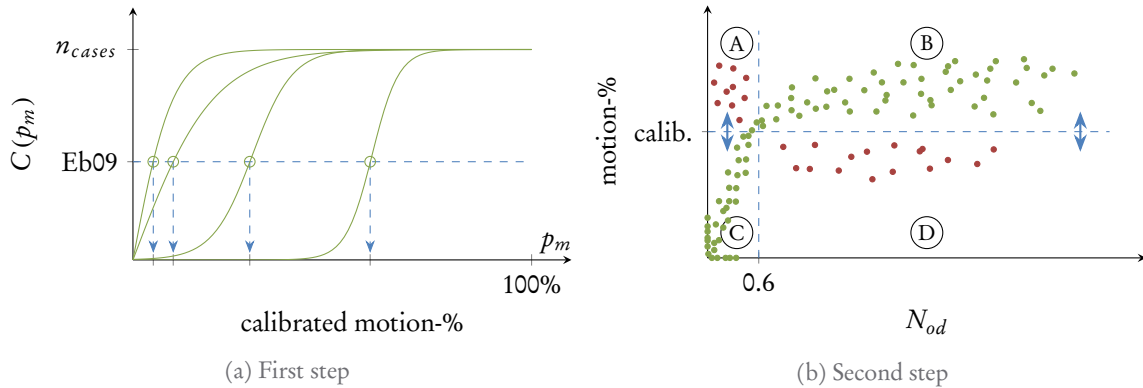 n_cases
C(p_m)
Eb09
p_m
100%
calibrated motion-%
(a) First step
A
B
motion-%
calib.
C
D
0.6
N_od
(b) Second step